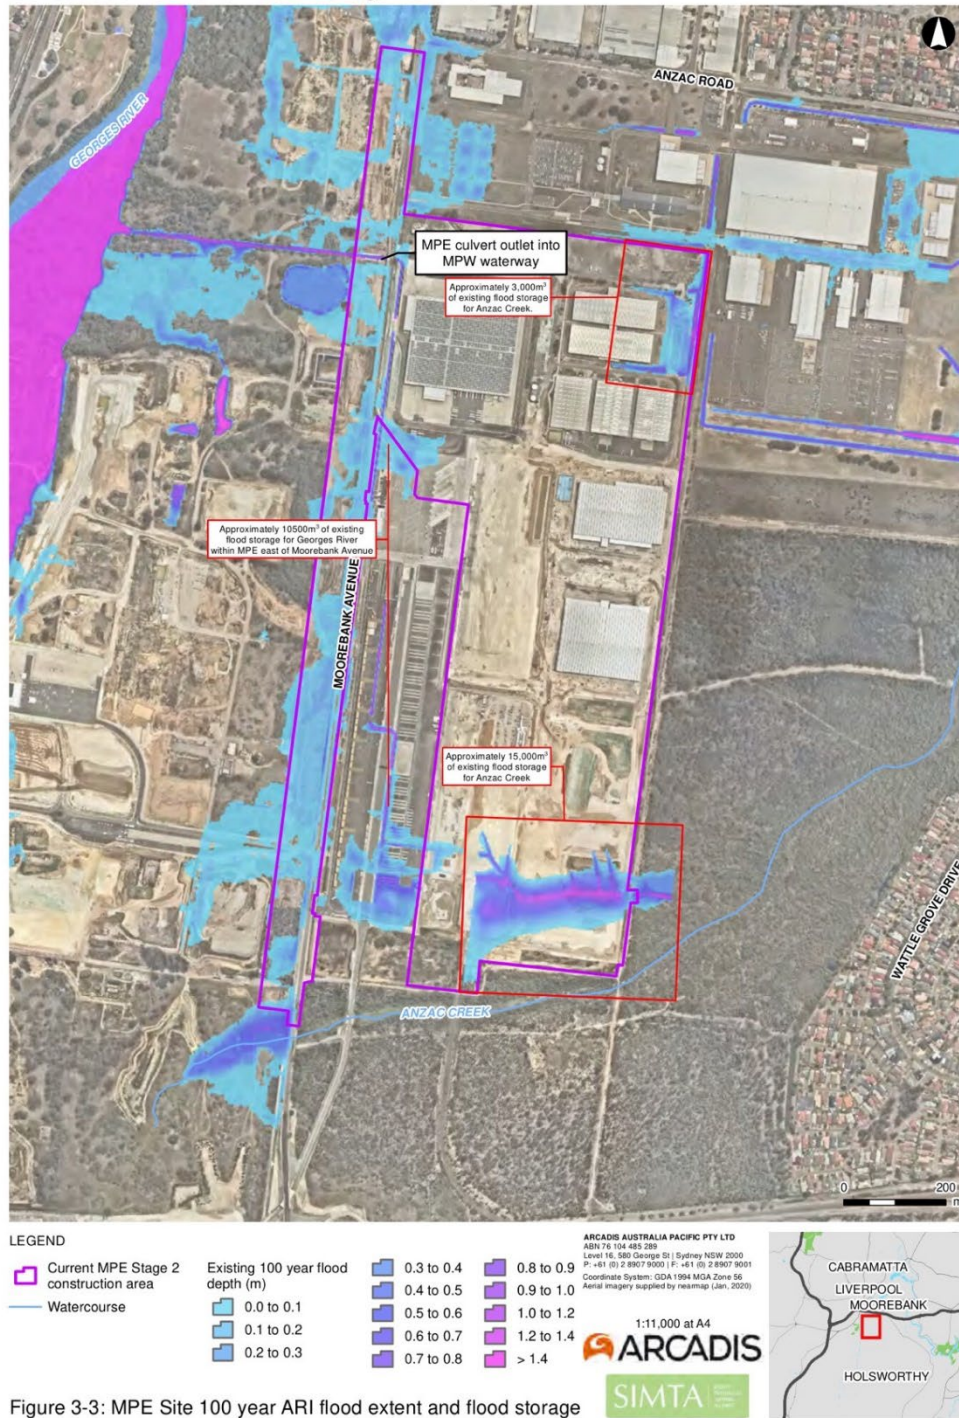 ANZAC ROAD
GEORGES RIVER
MPE culvert outlet into
MPW waterway
Approximately 3,000m³
of existing flood storage
for Anzac Creek.
Approximately 10500m³ of existing
flood storage for Georges River
within MPE east of Moorebank Avenue
MOOREBANK AVENUE
Approximately 15,000m³
of existing flood storage
for Anzac Creek
WATTLE GROVE DRIVE
ANZAC CREEK
0 200
m
LEGEND
Current MPE Stage 2
construction area
Watercourse
Existing 100 year flood
depth (m)
0.0 to 0.1
0.1 to 0.2
0.2 to 0.3
0.3 to 0.4
0.4 to 0.5
0.5 to 0.6
0.6 to 0.7
0.7 to 0.8
0.8 to 0.9
0.9 to 1.0
1.0 to 1.2
1.2 to 1.4
> 1.4
ARCADIS AUSTRALIA PACIFIC PTY LTD
ABN 76 104 485 289
Level 16, 580 George St | Sydney NSW 2000
P: +61 (0) 2 8907 9000 | F: +61 (0) 2 8907 9001
Coordinate System: GDA 1994 MGA Zone 56
Aerial imagery supplied by nearmap (Jan, 2020)
1:11,000 at A4
ARCADIS
SIMTA
CABRAMATTA
LIVERPOOL
MOOREBANK
HOLSWORTHY
Figure 3-3: MPE Site 100 year ARI flood extent and flood storage